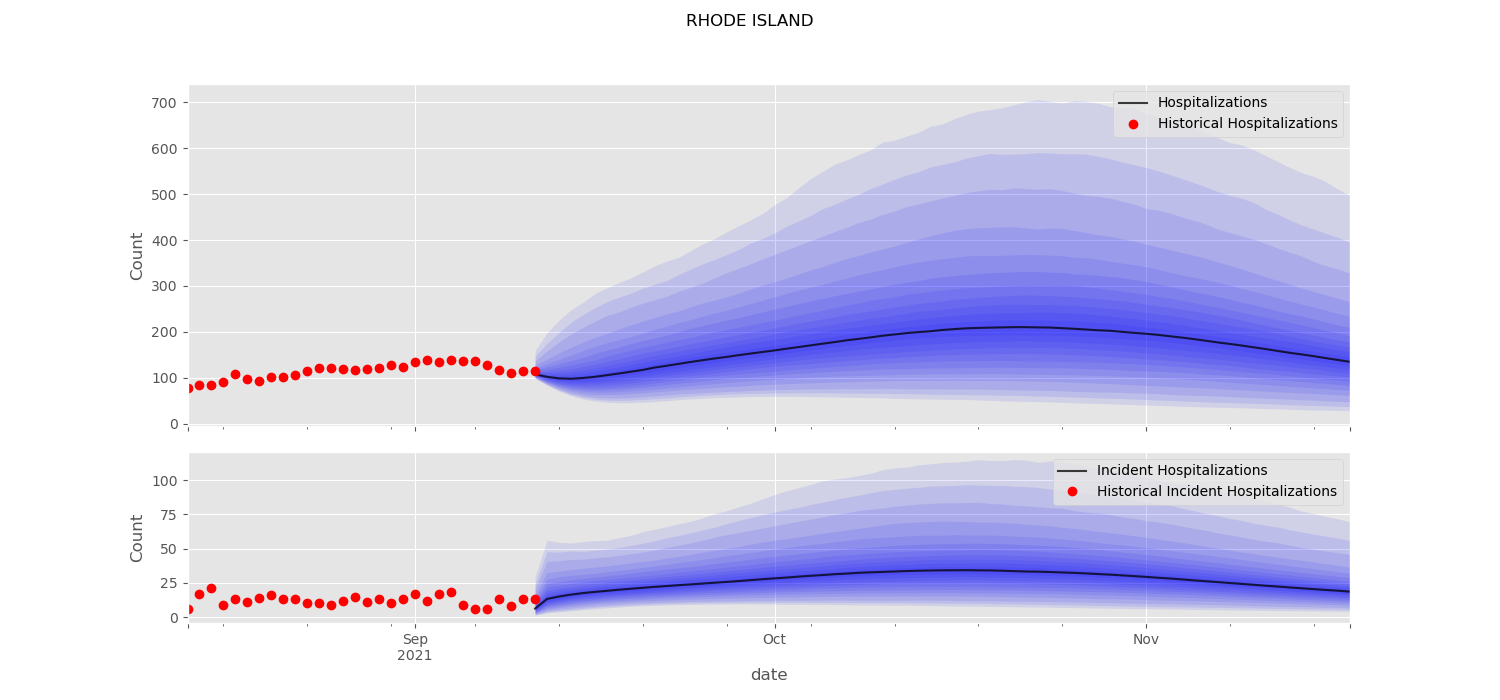 RHODE ISLAND
700
600
500
400
300
200
100
0
Count
Hospitalizations
Historical Hospitalizations
100
75
50
25
0
Count
Incident Hospitalizations
Historical Incident Hospitalizations
Sep
2021
Oct
Nov
date